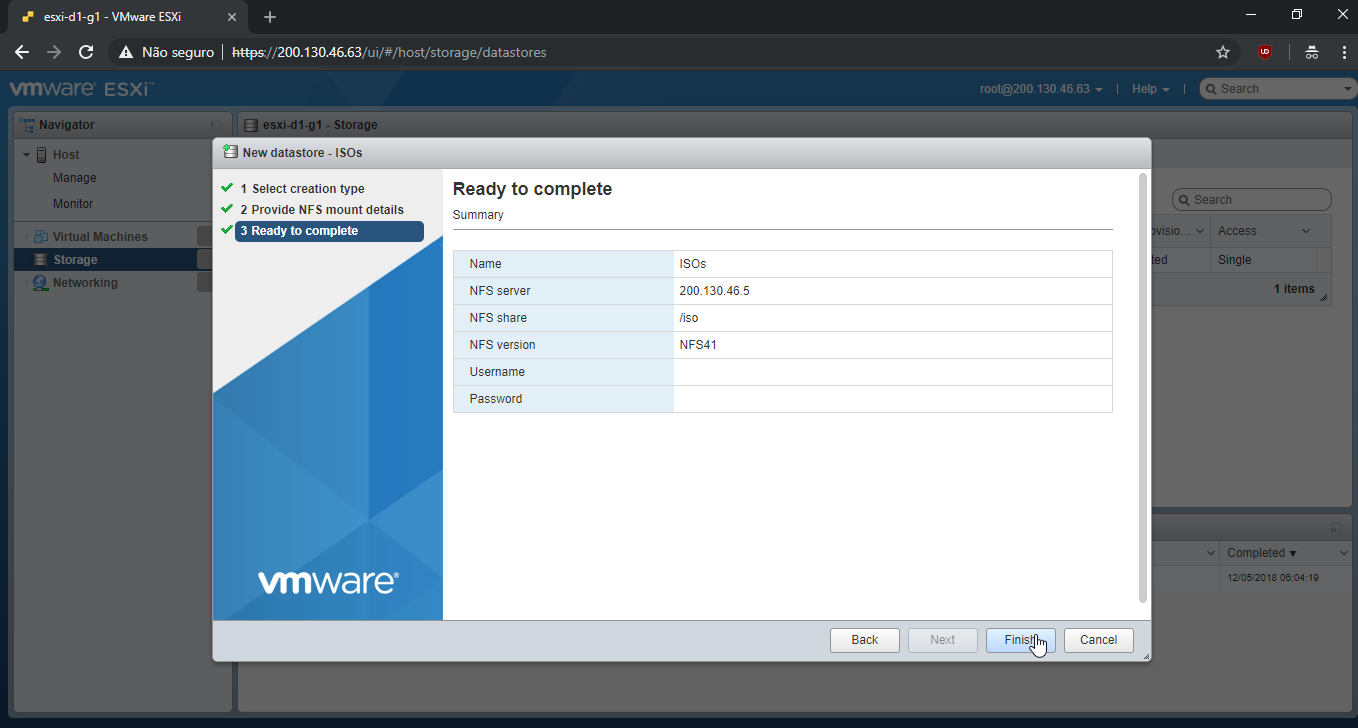 esxi-d1-g1 - VMware ESXi
Não seguro https://200.130.46.63/ui/#/host/storage/datastores
vmware ESXi™
root@200.130.46.63 Help Search
Navigator
esxi-d1-g1 - Storage
Host
Manage
Monitor
Virtual Machines
Storage
Networking
Search
Access
Single
1 items
New datastore - ISOs
1 Select creation type
2 Provide NFS mount details
3 Ready to complete
vmware®
Ready to complete
Summary
Name ISOs
NFS server 200.130.46.5
NFS share /iso
NFS version NFS41
Username
Password
Completed
12/05/2018 06:04:19
Back Next Finish Cancel